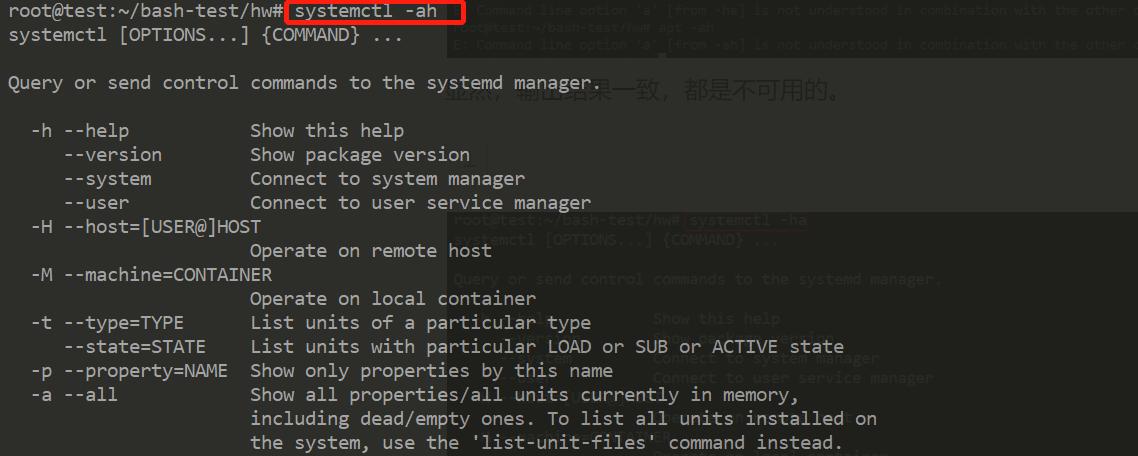 root@test:~/bash-test/hw# systemctl -ah
systemctl [OPTIONS...] {COMMAND} ...
Query or send control commands to the systemd manager.
-h --help Show this help
--version Show package version
--system Connect to system manager
--user Connect to user service manager
-H --host=[USER@]HOST
Operate on remote host
-M --machine=CONTAINER
Operate on local container
-t --type=TYPE List units of a particular type
--state=STATE List units with particular LOAD or SUB or ACTIVE state
-p --property=NAME Show only properties by this name
-a --all Show all properties/all units currently in memory,
including dead/empty ones. To list all units installed on
the system, use the 'list-unit-files' command instead.
Command line option 'a' [from -ha] is not understood in combination with the other
root@test:~/bash-test/hw# apt -ah
E: Command line option 'a' [from -ah] is not understood in combination with the other
显然，输出结果一致，都是不可用的。
root@test:~/bash-test/hw# systemctl -ha
systemctl [OPTIONS...] {COMMAND} ...
Query or send control commands to the systemd manager.
Show this help
Connect to system manager
Connect to user service manager